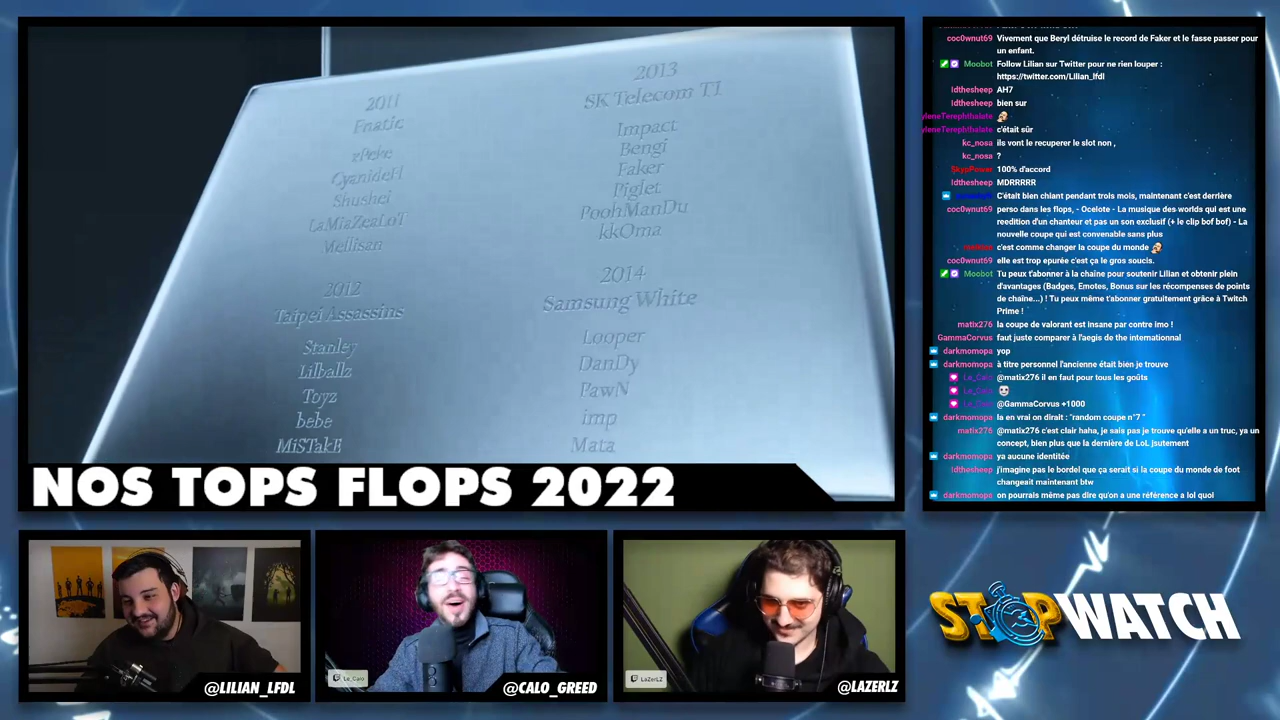 2011
Fnatic
xPeke
CyanideFI
Shushei
LaMiaZeaLoT
Mellisan
2012
Taipei Assassins
Stanley
Lilballz
Toyz
bebe
MiSTakE
2013
SK Telecom T1
Impact
Bengi
Faker
Piglet
PoohManDu
kkOma
2014
Samsung White
Looper
DanDy
PawN
imp
Mata
NOS TOPS FLOPS 2022
coc0wnut69 Vivement que Beryl détruise le record de Faker et le fasse passer pour
un enfant.
Moobot Follow Lilian sur Twitter pour ne rien louper :
https://twitter.com/Lilian_lfdl
ldthesheep AH7
ldthesheep bien sur
yleneTerephthalate
yleneTerephthalate c'était sûr
kc_nosa ils vont le recuperer le slot non ,
kc_nosa ?
SkypPower 100% d'accord
ldthesheep MDRRRRR
C'était bien chiant pendant trois mois, maintenant c'est derrière
coc0wnut69 perso dans les flops, - Ocelote - La musique des worlds qui est une
reedition d'un chanteur et pas un son exclusif (+ le clip bof bof) - La
nouvelle coupe qui est convenable sans plus
c'est comme changer la coupe du monde
coc0wnut69 elle est trop epurée c'est ça le gros soucis.
Moobot Tu peux t'abonner à la chaîne pour soutenir Lilian et obtenir plein
d'avantages (Badges, Emotes, Bonus sur les récompenses de points
de chaîne...) ! Tu peux même t'abonner gratuitement grâce à Twitch
Prime !
matix276 la coupe de valorant est insane par contre imo !
GammaCorvus faut juste comparer à l'aegis de the internationnal
darkmomopa yop
darkmomopa à titre personel l'ancienne était bien je trouve
Le_Calo @matix276 il en faut pour tous les goûts
Le_Calo
Le_Calo @GammaCorvus +1000
darkmomopa la en vrai on dirait : "random coupe n°7 "
matix276 @matix276 c'est clair haha, je sais pas je trouve qu'elle a un truc, ya un
concept, bien plus que la dernière de LoL jsutement
darkmomopa ya aucune identitée
ldthesheep j'imagine pas le bordel que ça serait si la coupe du monde de foot
changeait maintenant btw
darkmomopa on pourrais même pas dire qu'on a une référence a lol quoi
Le_Calo
LaZerLZ
@LILIAN_LFDL
@CALO_GREED
@LAZERLZ
STOPWATCH